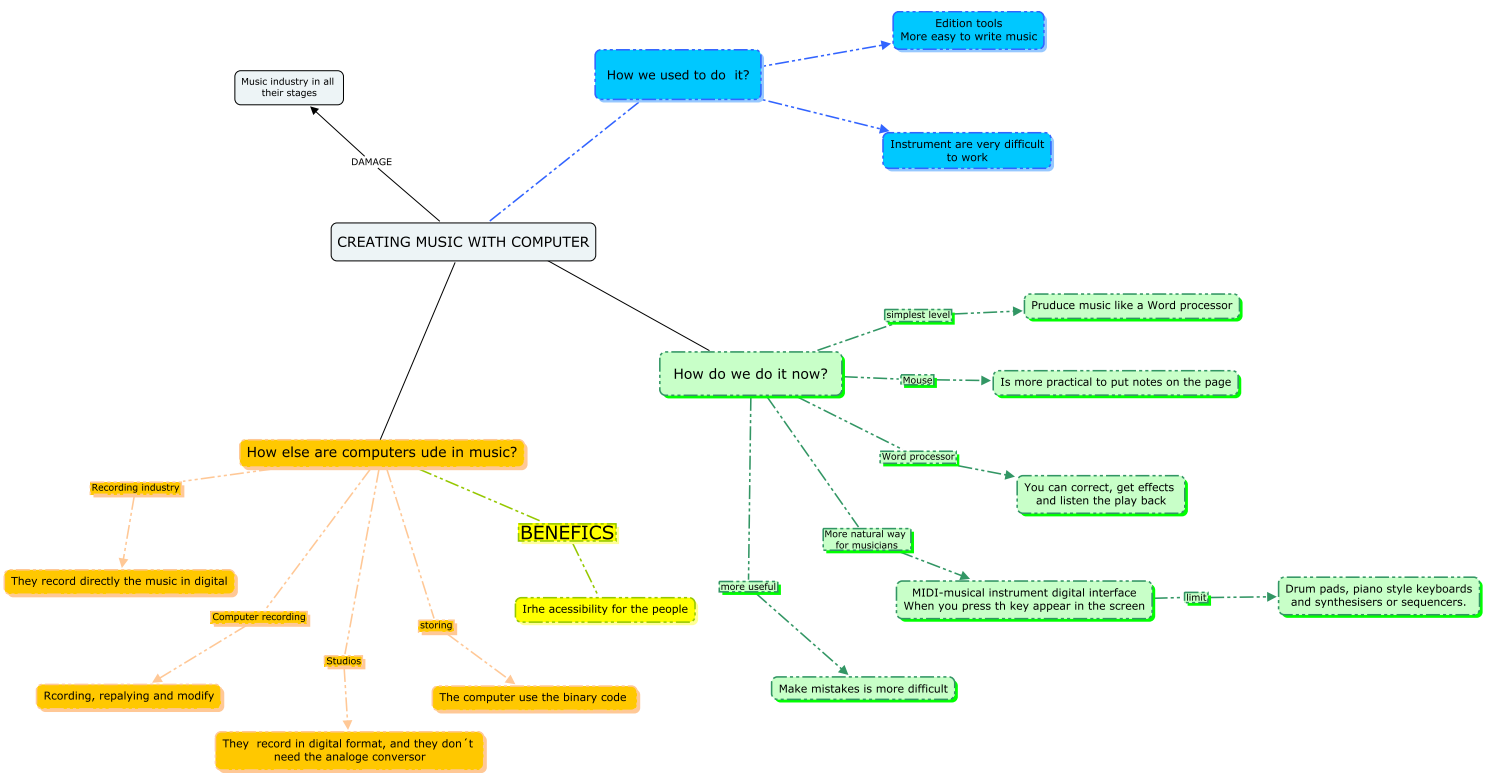 Edition tools
More easy to write music
How we used to do  it?
Music industry in all
their stages
Instrument are very difficult
to work
DAMAGE
CREATING MUSIC WITH COMPUTER
Pruduce music like a Word processor
simplest level
How do we do it now?
Mouse
Is more practical to put notes on the page
How else are computers ude in music?
Word processor
Recording industry
You can correct, get effects
and listen the play back
BENEFICS
More natural way
for musicians
They record directly the music in digital
more useful
MIDI-musical instrument digital interface
When you press th key appear in the screen
limit
Drum pads, piano style keyboards
and synthesisers or sequencers.
Irhe acessibility for the people
Computer recording
storing
Studios
Rcording, repalying and modify
The computer use the binary code
Make mistakes is more difficult
They  record in digital format, and they don´t
need the analoge conversor